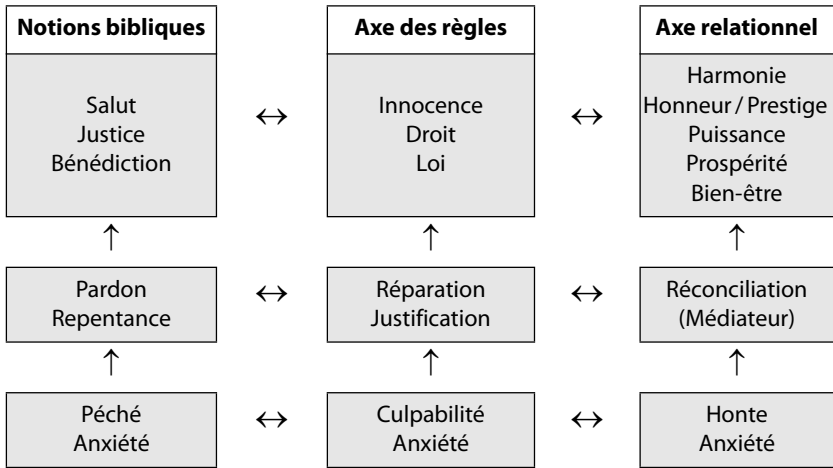 Notions bibliques
Axe des règles
Axe relationnel
Salut
Justice
Bénédiction
↔
Innocence
Droit
Loi
↔
Harmonie
Honneur / Prestige
Puissance
Prospérité
Bien-être
↑
↑
↑
Pardon
Repentance
↔
Réparation
Justification
↔
Réconciliation
(Médiateur)
↑
↑
↑
Péché
Anxiété
↔
Culpabilité
Anxiété
↔
Honte
Anxiété